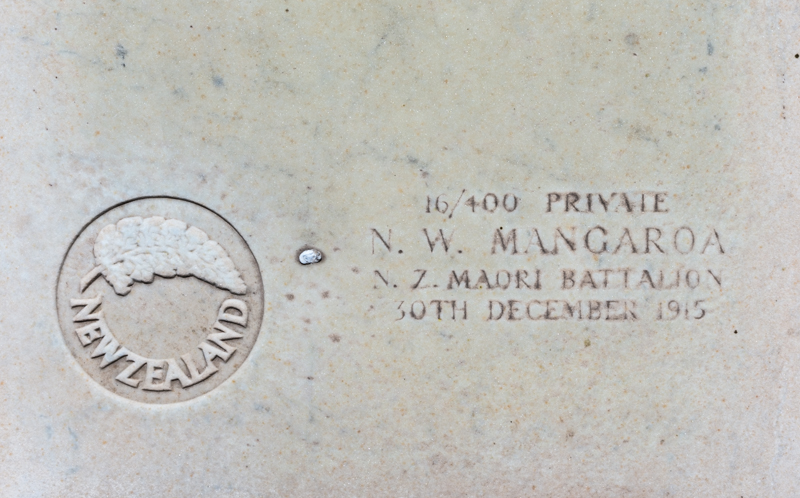 NEW ZEALAND
16/400 PRIVATE
N. W. MANGAROA
N. Z. MAORI BATTALION
30TH DECEMBER 1915